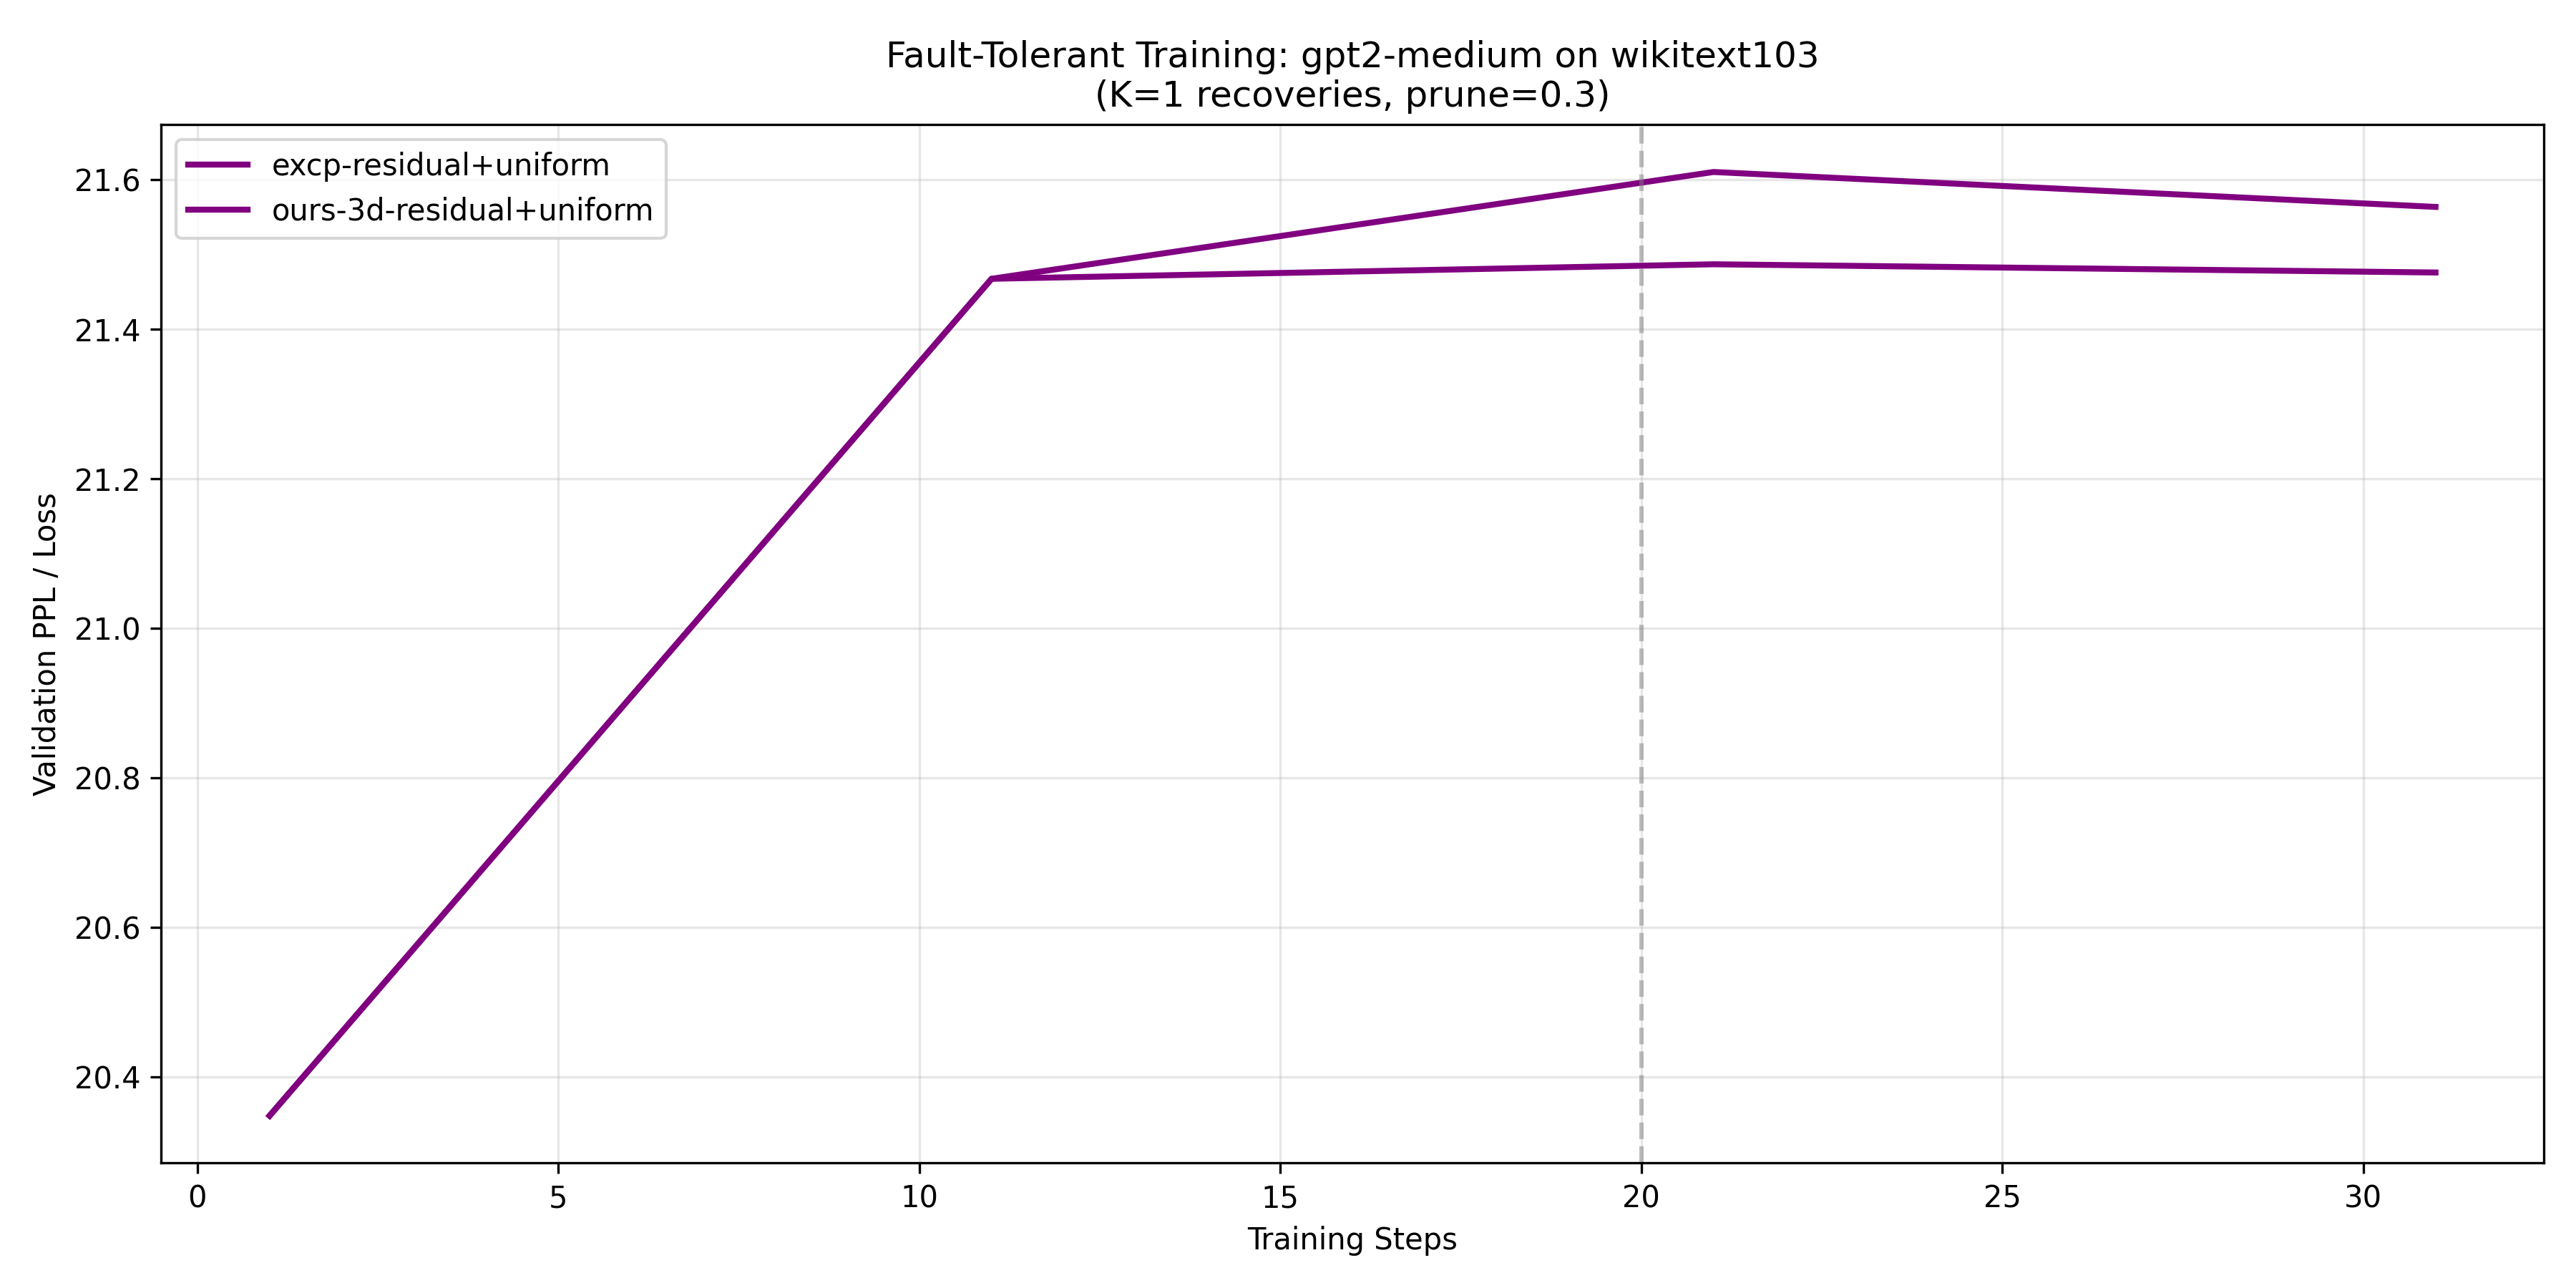 Fault-Tolerant Training: gpt2-medium on wikitext103
(K=1 recoveries, prune=0.3)
excp-residual+uniform
ours-3d-residual+uniform
21.6
21.4
21.2
21.0
20.8
20.6
20.4
Validation PPL / Loss
0 5 10 15 20 25 30
Training Steps